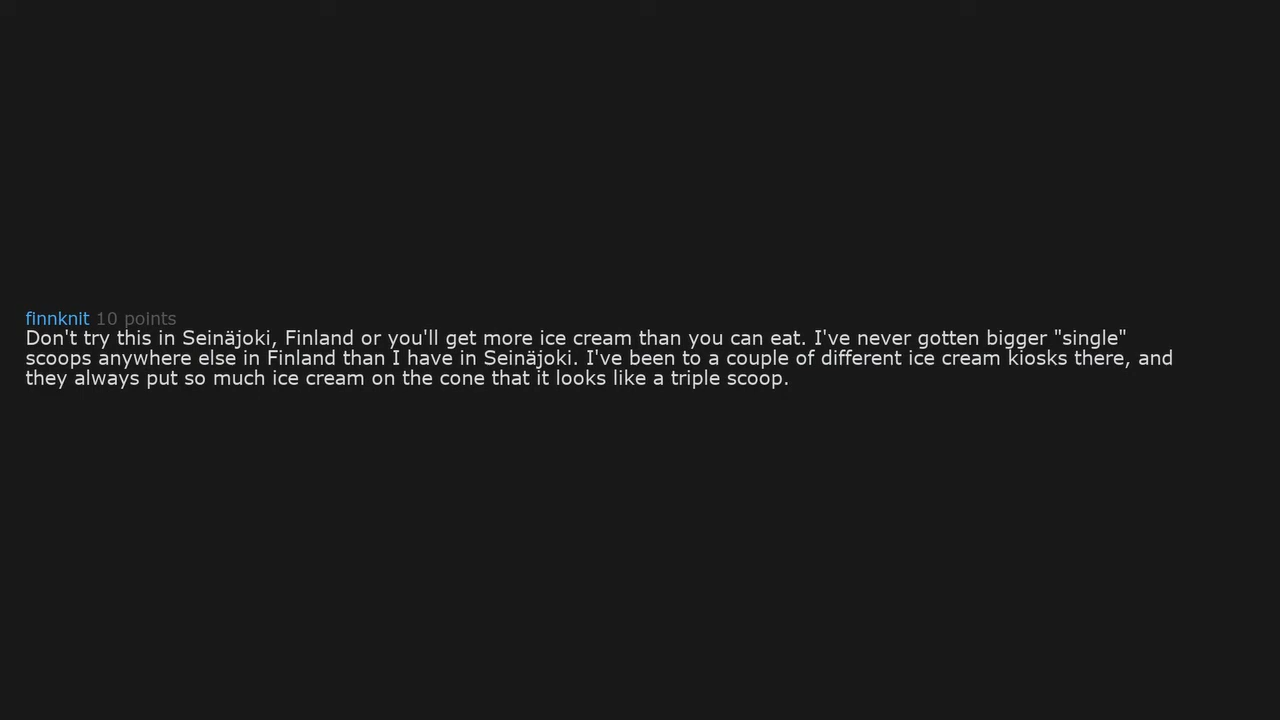 finnknit 10 points
Don't try this in Seinäjoki, Finland or you'll get more ice cream than you can eat. I've never gotten bigger "single"
scoops anywhere else in Finland than I have in Seinäjoki. I've been to a couple of different ice cream kiosks there, and
they always put so much ice cream on the cone that it looks like a triple scoop.